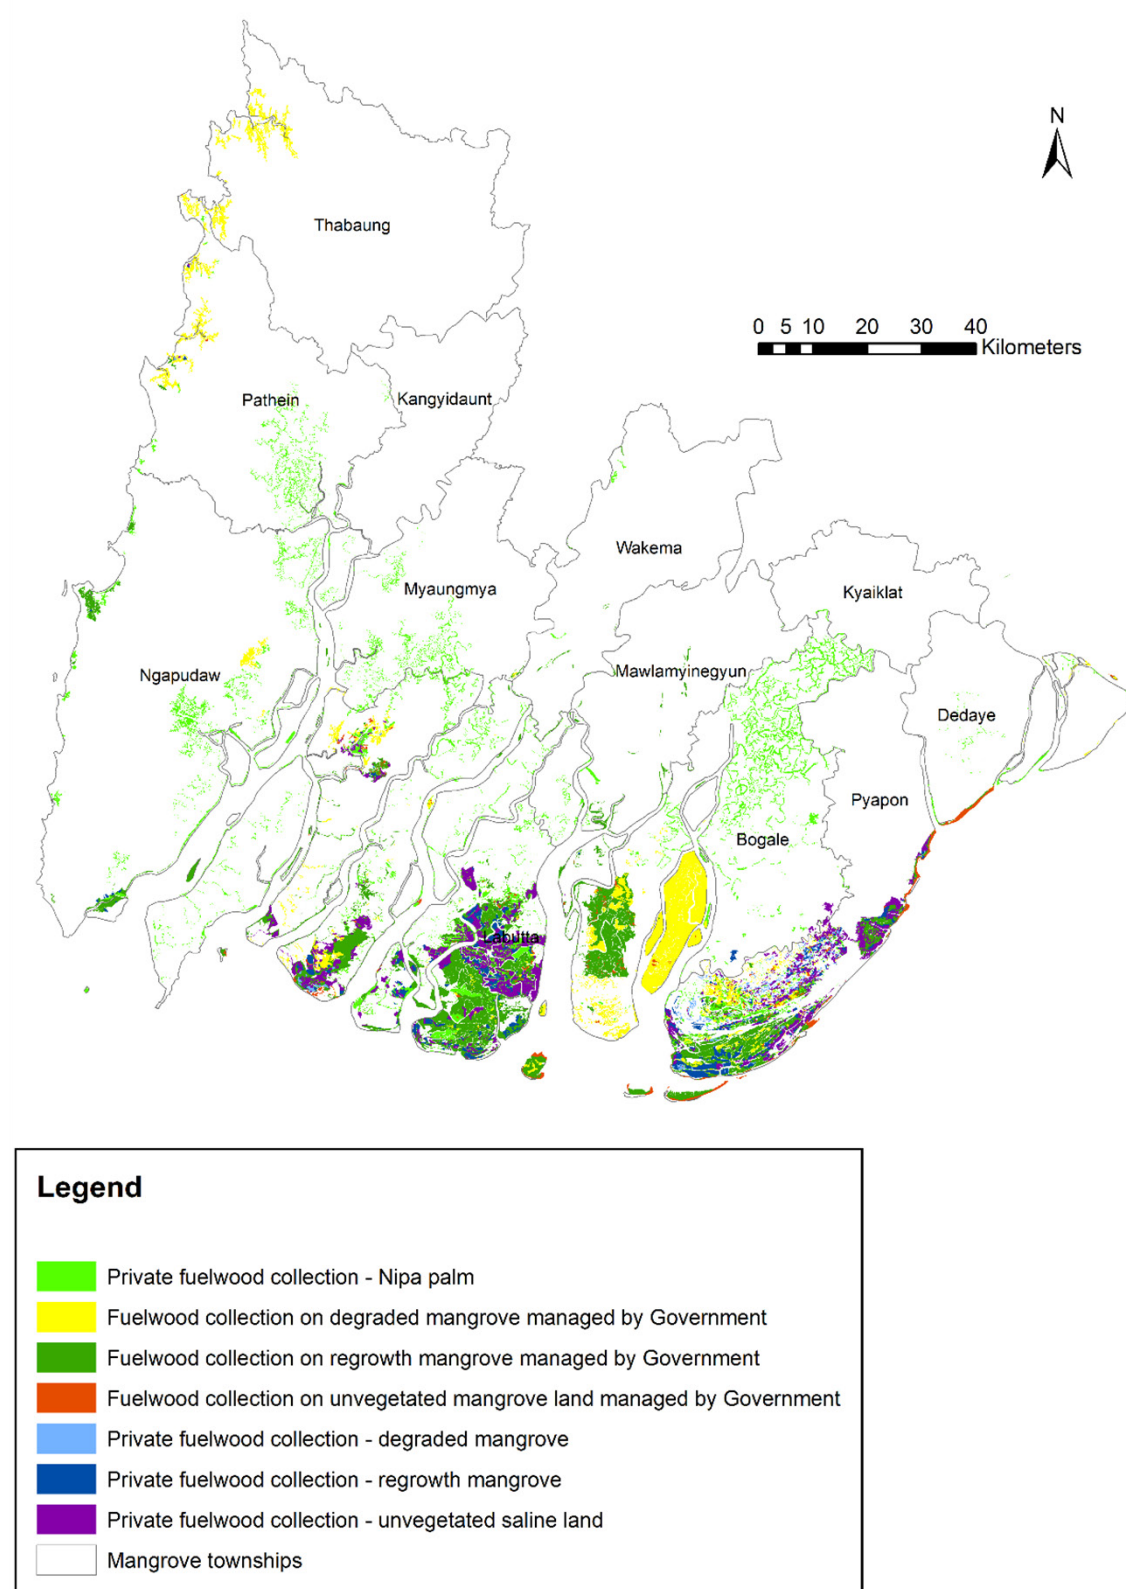 N
Thabaung
0 5 10 20 30 40
Kilometers
Pathein
Kangyidaunt
Wakema
Myaungmya
Kyaiklat
Ngapudaw
Mawlamyinegyun
Dedaye
Pyapon
Bogale
Labutta
Legend
Private fuelwood collection - Nipa palm
Fuelwood collection on degraded mangrove managed by Government
Fuelwood collection on regrowth mangrove managed by Government
Fuelwood collection on unvegetated mangrove land managed by Government
Private fuelwood collection - degraded mangrove
Private fuelwood collection - regrowth mangrove
Private fuelwood collection - unvegetated saline land
Mangrove townships